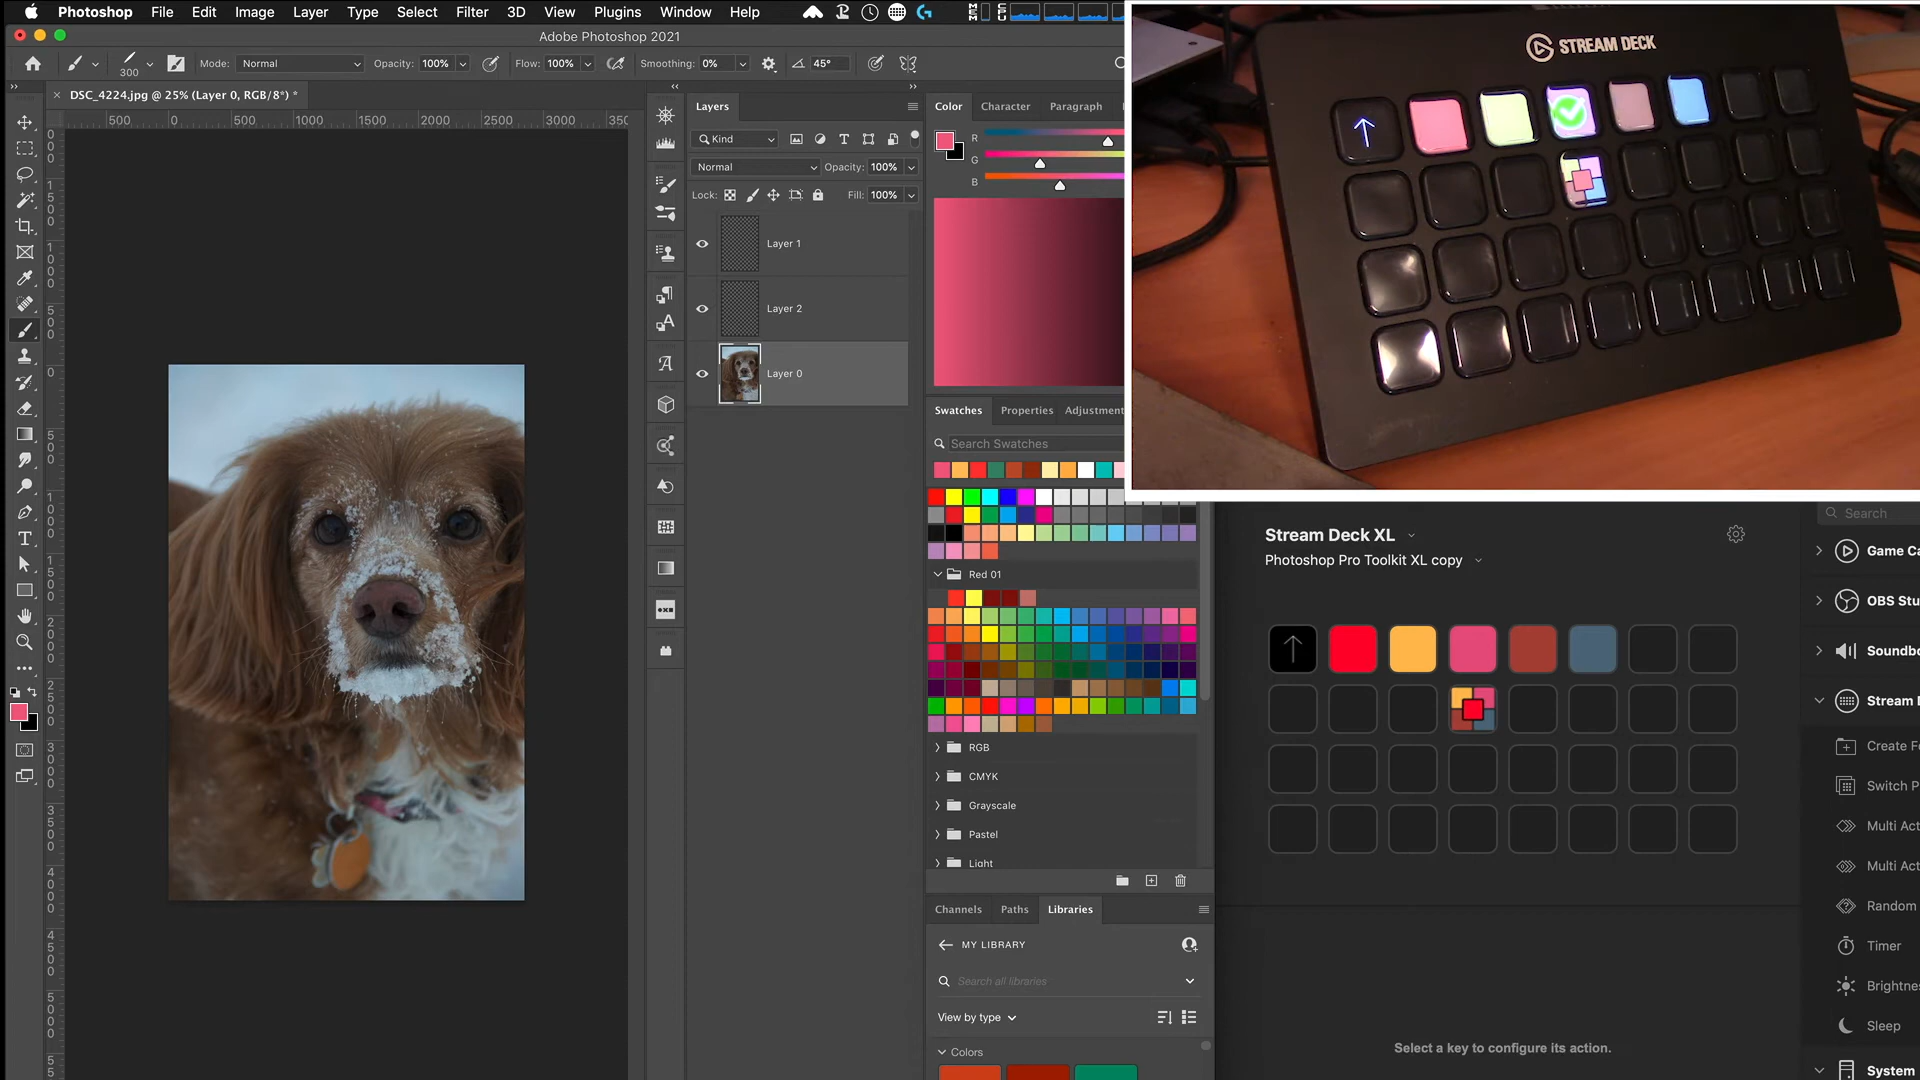 Photoshop File Edit Image Layer Type Select Filter 3D View Plugins Window Help
Adobe Photoshop 2021
300 Mode: Normal Opacity: 100% Flow: 100% Smoothing: 0% 45°
DSC_4224.jpg @ 25% (Layer 0, RGB/8*) *
500 0 500 1000 1500 2000 2500 3000
Layers
Kind
Normal Opacity: 100%
Lock: Fill: 100%
Layer 1
Layer 2
Layer 0
Color Character Paragraph
R
G
B
Swatches Properties Adjustment
Search Swatches
Red 01
RGB
CMYK
Grayscale
Pastel
Light
Channels Paths Libraries
MY LIBRARY
Search all libraries
View by type
Colors
STREAM DECK
Stream Deck XL
Photoshop Pro Toolkit XL copy
Select a key to configure its action.
Search
Game Ca
OBS Stu
Soundbo
Stream D
Create Fo
Switch P
Multi Act
Multi Act
Random
Timer
Brightnes
Sleep
System